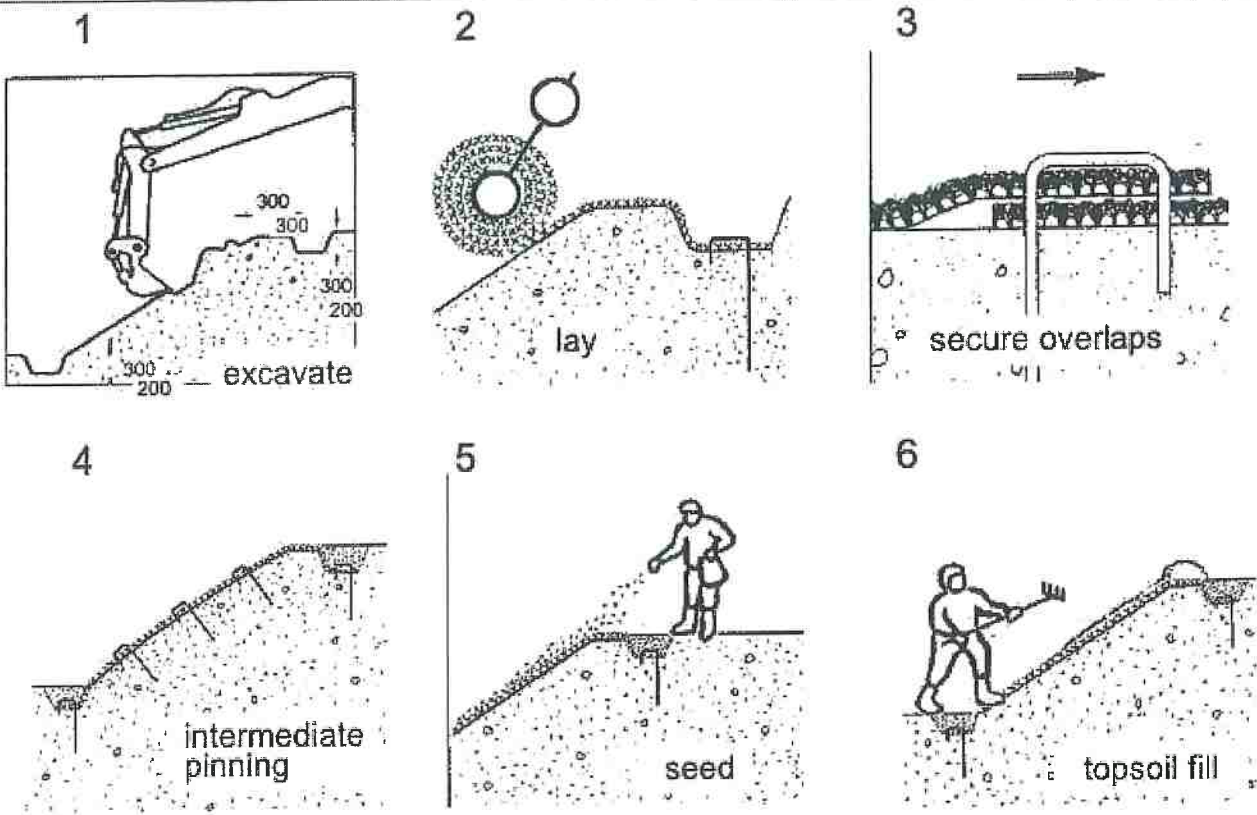 1
2
3
300
300
300
200
300
200
excavate
lay
secure overlaps
4
5
6
intermediate
pinning
seed
topsoil fill